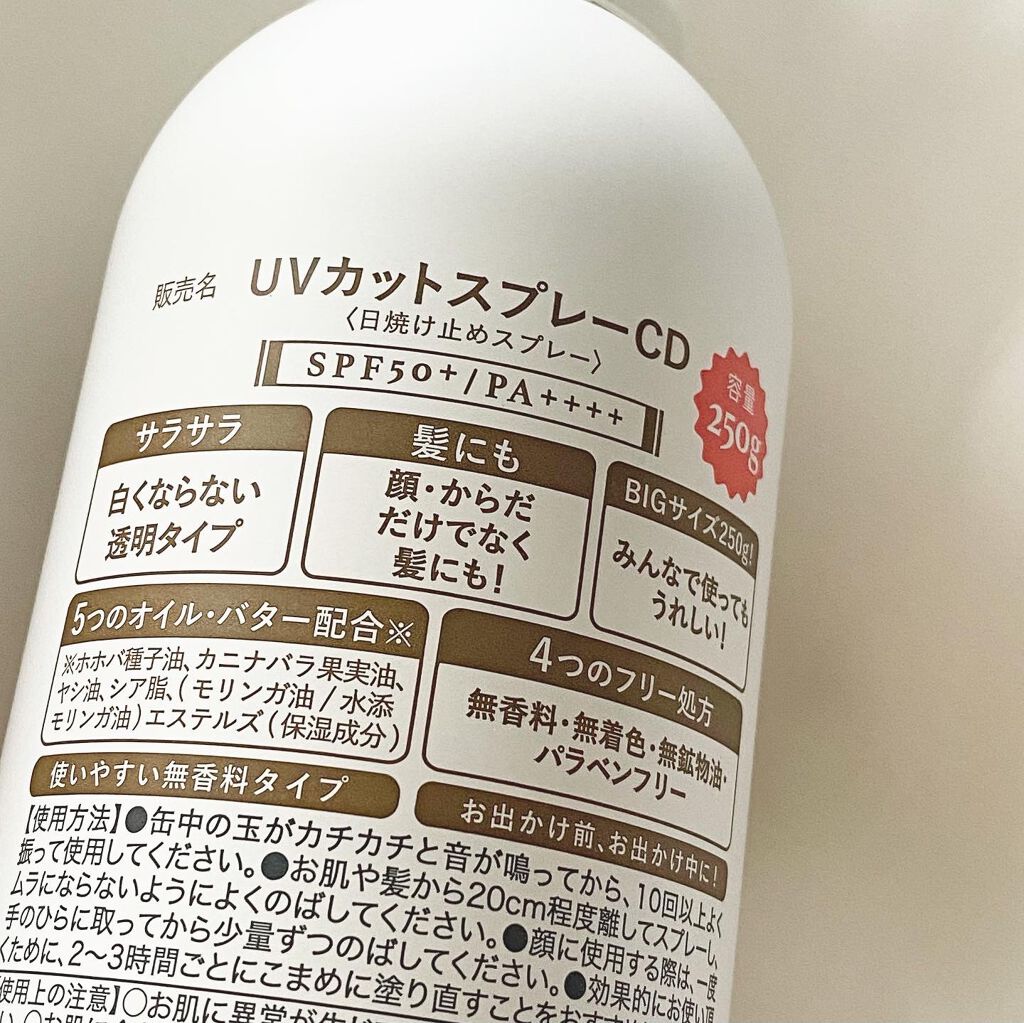 販売名 UVカットスプレーCD
〈日焼け止めスプレー〉
SPF50+/PA++++
容量
250g
サラサラ
白くならない
透明タイプ
髪にも
顔・からだ
だけでなく
髪にも!
BIGサイズ250g!
みんなで使っても
うれしい!
5つのオイル・バター配合※
※ホホバ種子油、カニナバラ果実油、
ヤシ油、シア脂、(モリンガ油/水添
モリンガ油)エステルズ(保湿成分)
4つのフリー処方
無香料・無着色・無鉱物油・
パラベンフリー
使いやすい無香料タイプ
お出かけ前、お出かけ中に!
【使用方法】●缶中の玉がカチカチと音が鳴ってから、10回以上よく
振って使用してください。●お肌や髪から20cm程度離してスプレーし、
ムラにならないようによくのばしてください。●顔に使用する際は、一度
手のひらに取ってから少量ずつのばしてください。●効果的にお使い頂
くために、2〜3時間ごとにこまめに塗り直すことをおすすめ
【使用上の注意】○お肌に異常が生じ